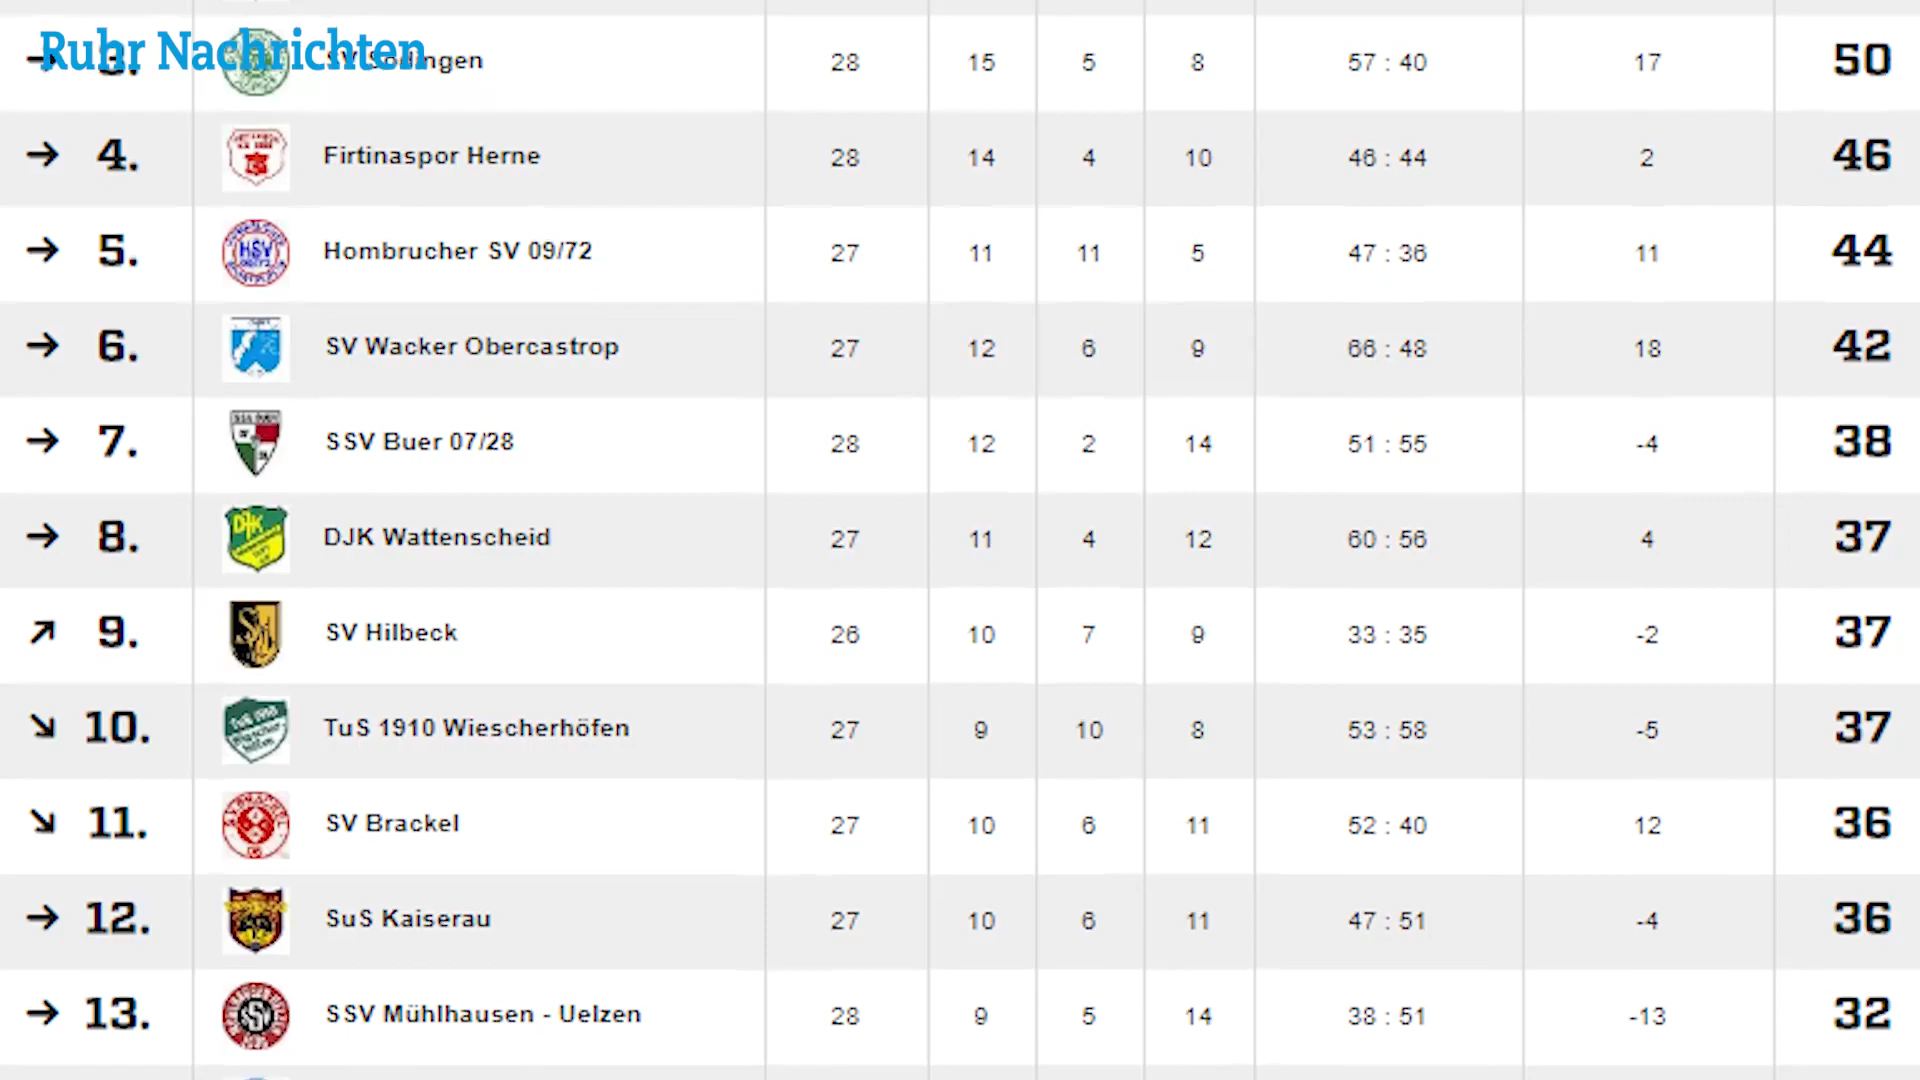 Ruhr Nachrichten
3. SV Sodingen 28 15 5 8 57 : 40 17 50
4. Firtinaspor Herne 28 14 4 10 46 : 44 2 46
5. Hombrucher SV 09/72 27 11 11 5 47 : 36 11 44
6. SV Wacker Obercastrop 27 12 6 9 66 : 48 18 42
7. SSV Buer 07/28 28 12 2 14 51 : 55 -4 38
8. DJK Wattenscheid 27 11 4 12 60 : 56 4 37
9. SV Hilbeck 26 10 7 9 33 : 35 -2 37
10. TuS 1910 Wiescherhöfen 27 9 10 8 53 : 58 -5 37
11. SV Brackel 27 10 6 11 52 : 40 12 36
12. SuS Kaiserau 27 10 6 11 47 : 51 -4 36
13. SSV Mühlhausen - Uelzen 28 9 5 14 38 : 51 -13 32